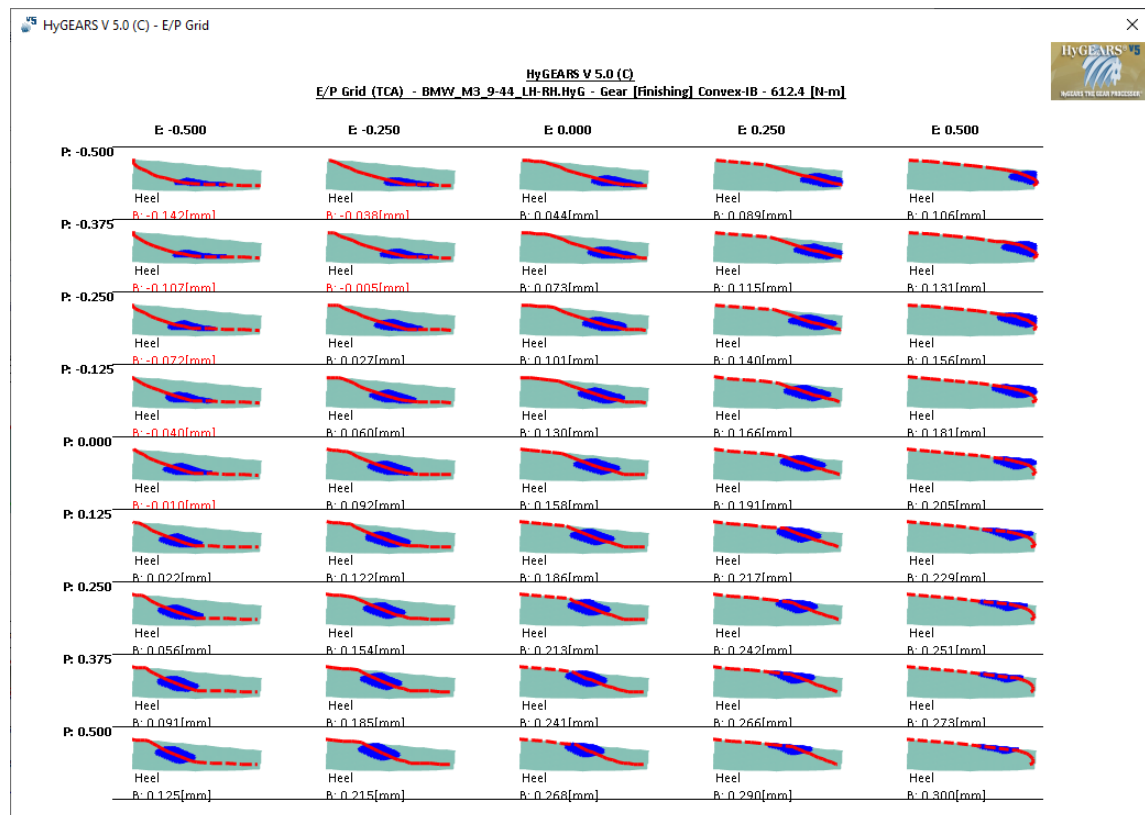 HyGEARS V 5.0 (C) - E/P Grid
HyGEARS V5
HyGEARS THE GEAR PROCESSOR
HyGEARS V 5.0 (C)
E/P Grid (TCA) - BMW_M3_9-44_LH-RH.HyG - Gear [Finishing] Convex-IB - 612.4 [N-m]
E: -0.500 E: -0.250 E: 0.000 E: 0.250 E: 0.500
P: -0.500
Heel Heel Heel Heel Heel
B: -0.142[mm] B: -0.038[mm] B: 0.044[mm] B: 0.089[mm] B: 0.106[mm]
P: -0.375
Heel Heel Heel Heel Heel
B: -0.107[mm] B: -0.005[mm] B: 0.073[mm] B: 0.115[mm] B: 0.131[mm]
P: -0.250
Heel Heel Heel Heel Heel
B: -0.072[mm] B: 0.027[mm] B: 0.101[mm] B: 0.140[mm] B: 0.156[mm]
P: -0.125
Heel Heel Heel Heel Heel
B: -0.040[mm] B: 0.060[mm] B: 0.130[mm] B: 0.166[mm] B: 0.181[mm]
P: 0.000
Heel Heel Heel Heel Heel
B: -0.010[mm] B: 0.092[mm] B: 0.158[mm] B: 0.191[mm] B: 0.205[mm]
P: 0.125
Heel Heel Heel Heel Heel
B: 0.022[mm] B: 0.122[mm] B: 0.186[mm] B: 0.217[mm] B: 0.229[mm]
P: 0.250
Heel Heel Heel Heel Heel
B: 0.056[mm] B: 0.154[mm] B: 0.213[mm] B: 0.242[mm] B: 0.251[mm]
P: 0.375
Heel Heel Heel Heel Heel
B: 0.091[mm] B: 0.185[mm] B: 0.241[mm] B: 0.266[mm] B: 0.273[mm]
P: 0.500
Heel Heel Heel Heel Heel
B: 0.125[mm] B: 0.215[mm] B: 0.268[mm] B: 0.290[mm] B: 0.300[mm]